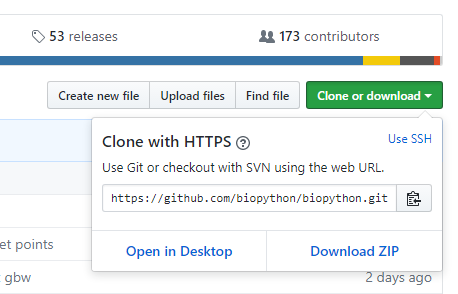 53 releases
173 contributors
Create new file
Upload files
Find file
Clone or download
Clone with HTTPS
Use SSH
Use Git or checkout with SVN using the web URL.
https://github.com/biopython/biopython.git
et points
Open in Desktop
Download ZIP
gbw
2 days ago